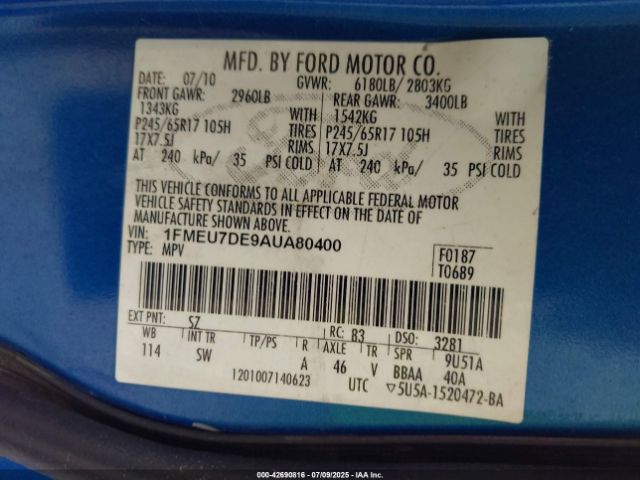 MFD. BY FORD MOTOR CO.
DATE: 07/10 GVWR: 6180LB/ 2803KG
FRONT GAWR: 2960LB REAR GAWR: 3400LB
1343KG WITH 1542KG WITH
P245/65R17 105H TIRES P245/65R17 105H TIRES
17X7.5J RIMS 17X7.5J RIMS
AT 240 kPa/ 35 PSI COLD AT 240 kPa/ 35 PSI COLD
THIS VEHICLE CONFORMS TO ALL APPLICABLE FEDERAL MOTOR
VEHICLE SAFETY STANDARDS IN EFFECT ON THE DATE OF
MANUFACTURE SHOWN ABOVE.
VIN: 1FMEU7DE9AUA80400
TYPE: MPV
F0187
T0689
EXT PNT: SZ RC: 83 DSO: 3281
WB INT TR TP/PS R AXLE TR SPR 9U51A
114 SW A 46 V BBAA 40A
1201007140623 UTC ▽5U5A-1520472-BA
000-42690816 - 07/09/2025 - IAA Inc.